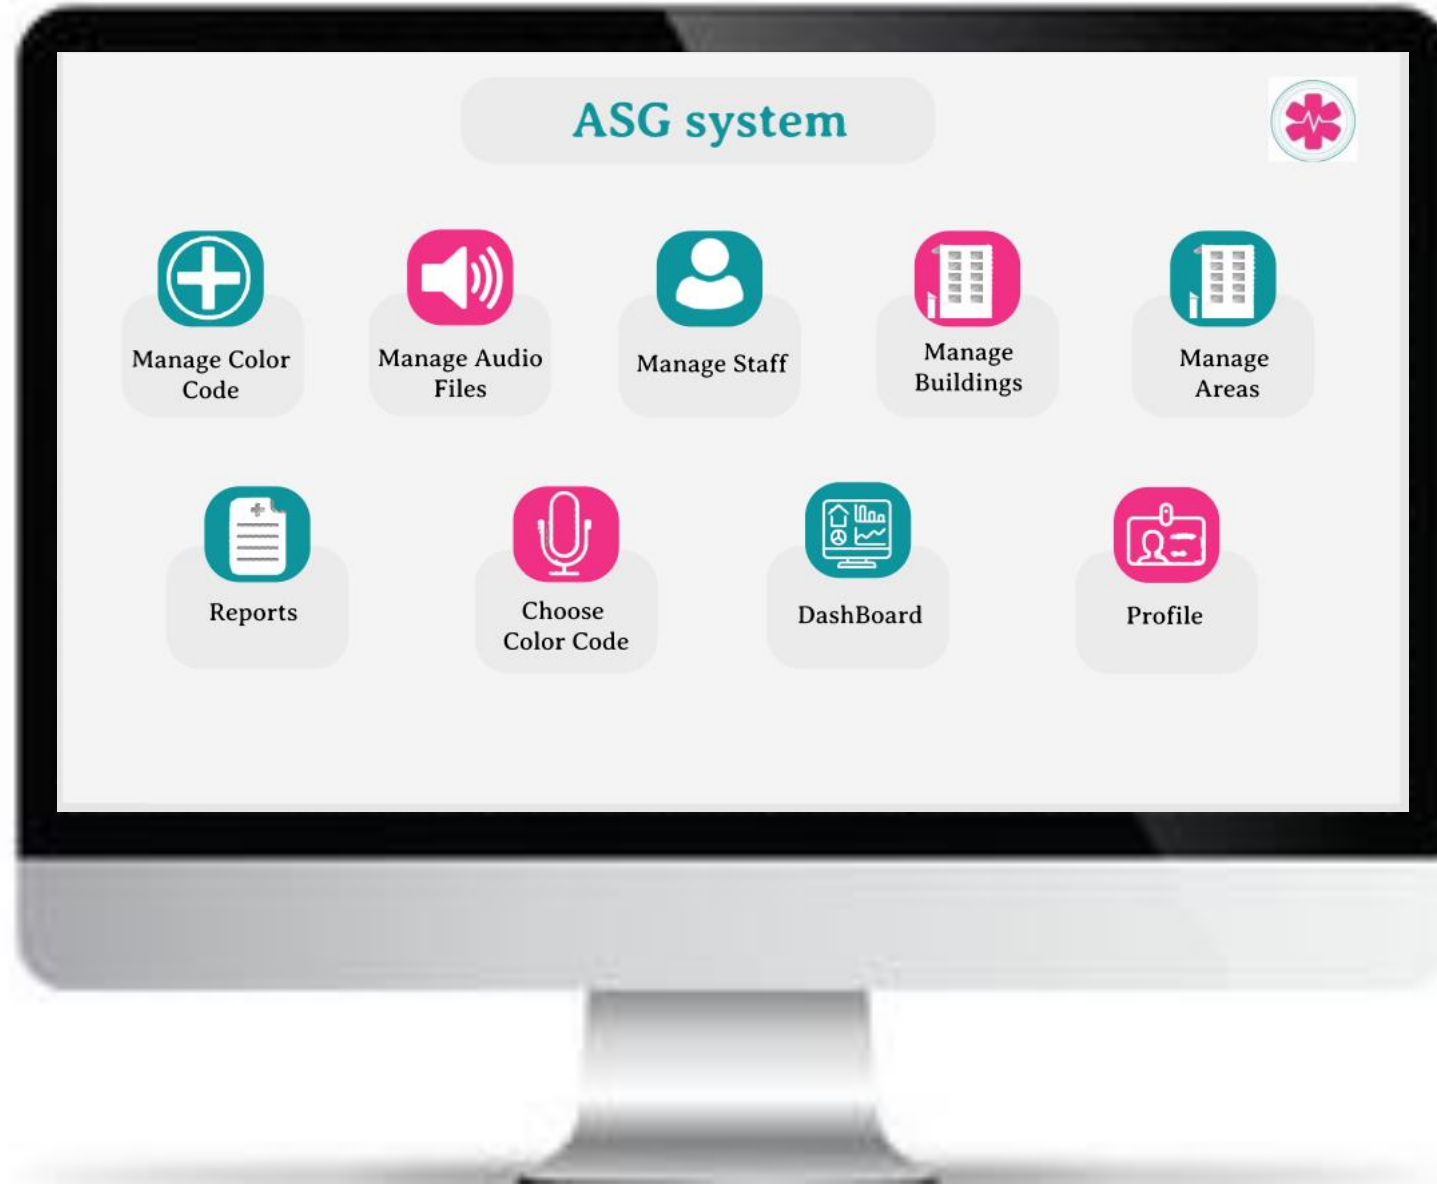 ASG system
Manage Color
Code
Manage Audio
Files
Manage Staff
Manage
Buildings
Manage
Areas
Reports
Choose
Color Code
DashBoard
Profile